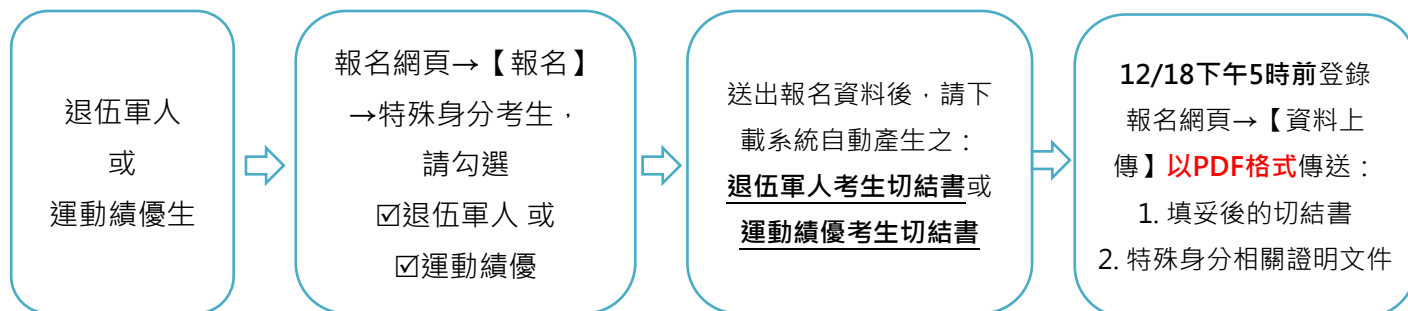 退伍軍人
或
運動績優生
報名網頁→【報名】
→特殊身分考生，
請勾選
☑退伍軍人 或
☑運動績優
送出報名資料後，請下
載系統自動產生之：
退伍軍人考生切結書或
運動績優考生切結書
12/18下午5時前登錄
報名網頁→【資料上
傳】以PDF格式傳送：
1. 填妥後的切結書
2. 特殊身分相關證明文件